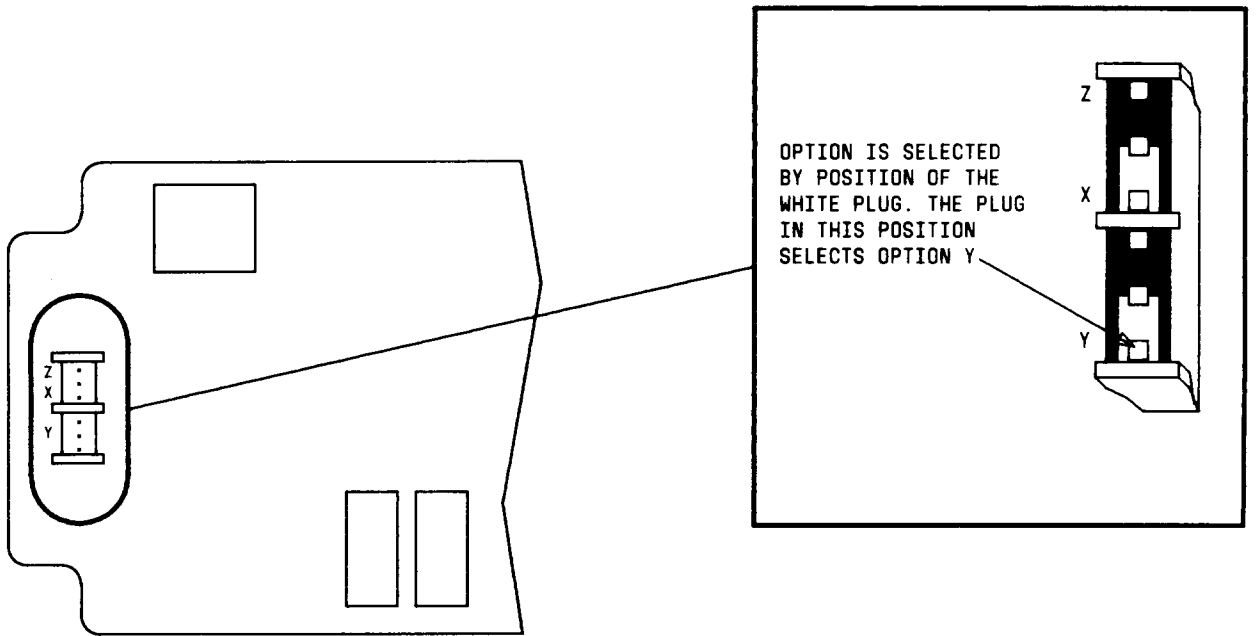 Z
X
Y
OPTION IS SELECTED
BY POSITION OF THE
WHITE PLUG. THE PLUG
IN THIS POSITION
SELECTS OPTION Y
Z
X
Y